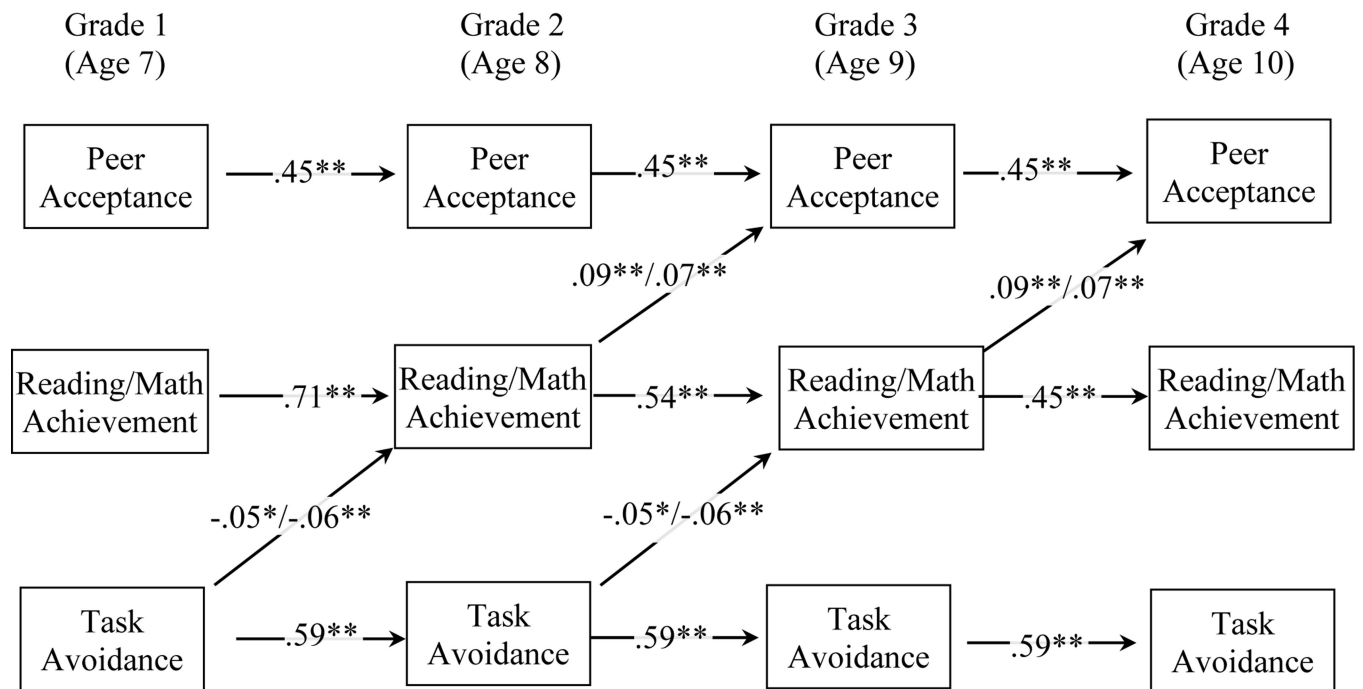 Grade 1
(Age 7)
Grade 2
(Age 8)
Grade 3
(Age 9)
Grade 4
(Age 10)
Peer
Acceptance
.45**
Peer
Acceptance
.45**
Peer
Acceptance
.45**
Peer
Acceptance
.09**/.07**
.09**/.07**
Reading/Math
Achievement
.71**
Reading/Math
Achievement
.54**
Reading/Math
Achievement
.45**
Reading/Math
Achievement
-.05*/-.06**
-.05*/-.06**
Task
Avoidance
.59**
Task
Avoidance
.59**
Task
Avoidance
.59**
Task
Avoidance